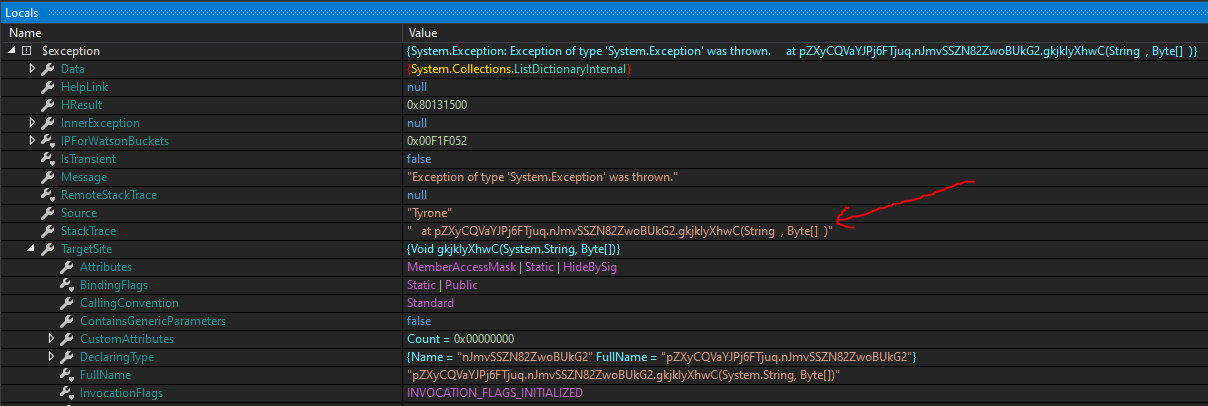 Locals
Name Value
$exception {System.Exception: Exception of type 'System.Exception' was thrown. at pZXyCQVaYJPj6FTjuq.nJmvSSZN82ZwoBUkG2.gkjklyXhwC(String , Byte[] )}
Data {System.Collections.ListDictionaryInternal}
HelpLink null
HResult 0x80131500
InnerException null
IPForWatsonBuckets 0x00F1F052
IsTransient false
Message "Exception of type 'System.Exception' was thrown."
RemoteStackTrace null
Source "Tyrone"
StackTrace " at pZXyCQVaYJPj6FTjuq.nJmvSSZN82ZwoBUkG2.gkjklyXhwC(String , Byte[] )"
TargetSite {Void gkjklyXhwC(System.String, Byte[])}
Attributes MemberAccessMask | Static | HideBySig
BindingFlags Static | Public
CallingConvention Standard
ContainsGenericParameters false
CustomAttributes Count = 0x00000000
DeclaringType {Name = "nJmvSSZN82ZwoBUkG2" FullName = "pZXyCQVaYJPj6FTjuq.nJmvSSZN82ZwoBUkG2"}
FullName "pZXyCQVaYJPj6FTjuq.nJmvSSZN82ZwoBUkG2.gkjklyXhwC(System.String, Byte[])"
InvocationFlags INVOCATION_FLAGS_INITIALIZED